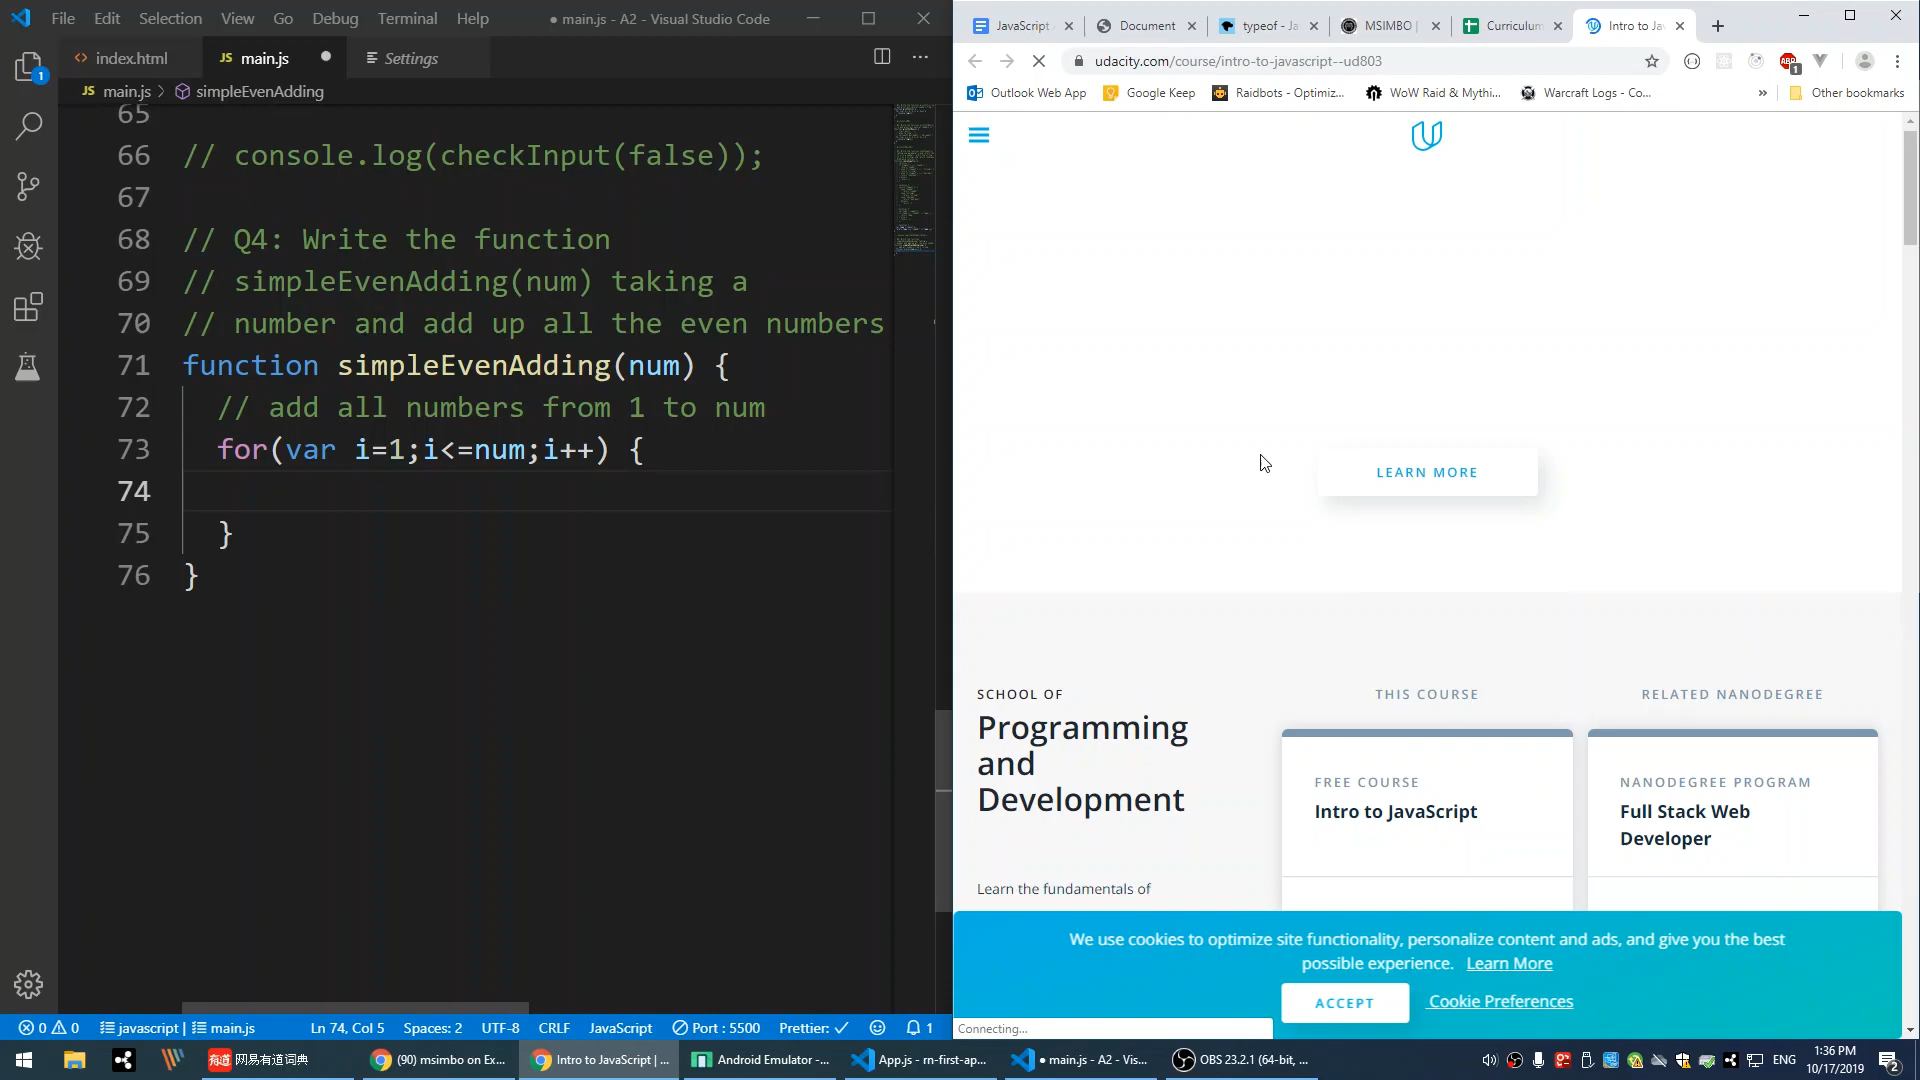 File Edit Selection View Go Debug Terminal Help
● main.js - A2 - Visual Studio Code
index.html
JS main.js
Settings
JS main.js > simpleEvenAdding
65
66 // console.log(checkInput(false));
67
68 // Q4: Write the function
69 // simpleEvenAdding(num) taking a
70 // number and add up all the even numbers
71 function simpleEvenAdding(num) {
72 // add all numbers from 1 to num
73 for(var i=1;i<=num;i++) {
74
75 }
76 }
1
0 0 javascript | main.js Ln 74, Col 5 Spaces: 2 UTF-8 CRLF JavaScript Port : 5500 Prettier: ✓ 1
JavaScript
Document
typeof - Ja
MSIMBO |
Curriculum
Intro to Jav
udacity.com/course/intro-to-javascript--ud803
ABP
1
Outlook Web App
Google Keep
Raidbots - Optimiz...
WoW Raid & Mythi...
Warcraft Logs - Co...
» Other bookmarks
LEARN MORE
SCHOOL OF
Programming
and
Development
Learn the fundamentals of
THIS COURSE
FREE COURSE
Intro to JavaScript
RELATED NANODEGREE
NANODEGREE PROGRAM
Full Stack Web
Developer
We use cookies to optimize site functionality, personalize content and ads, and give you the best
possible experience. Learn More
ACCEPT
Cookie Preferences
Connecting...
有道 网易有道词典
(90) msimbo on Ex...
Intro to JavaScript | ...
Android Emulator -...
App.js - rn-first-ap...
● main.js - A2 - Vis...
OBS 23.2.1 (64-bit, ...
ENG
1:36 PM
10/17/2019
2